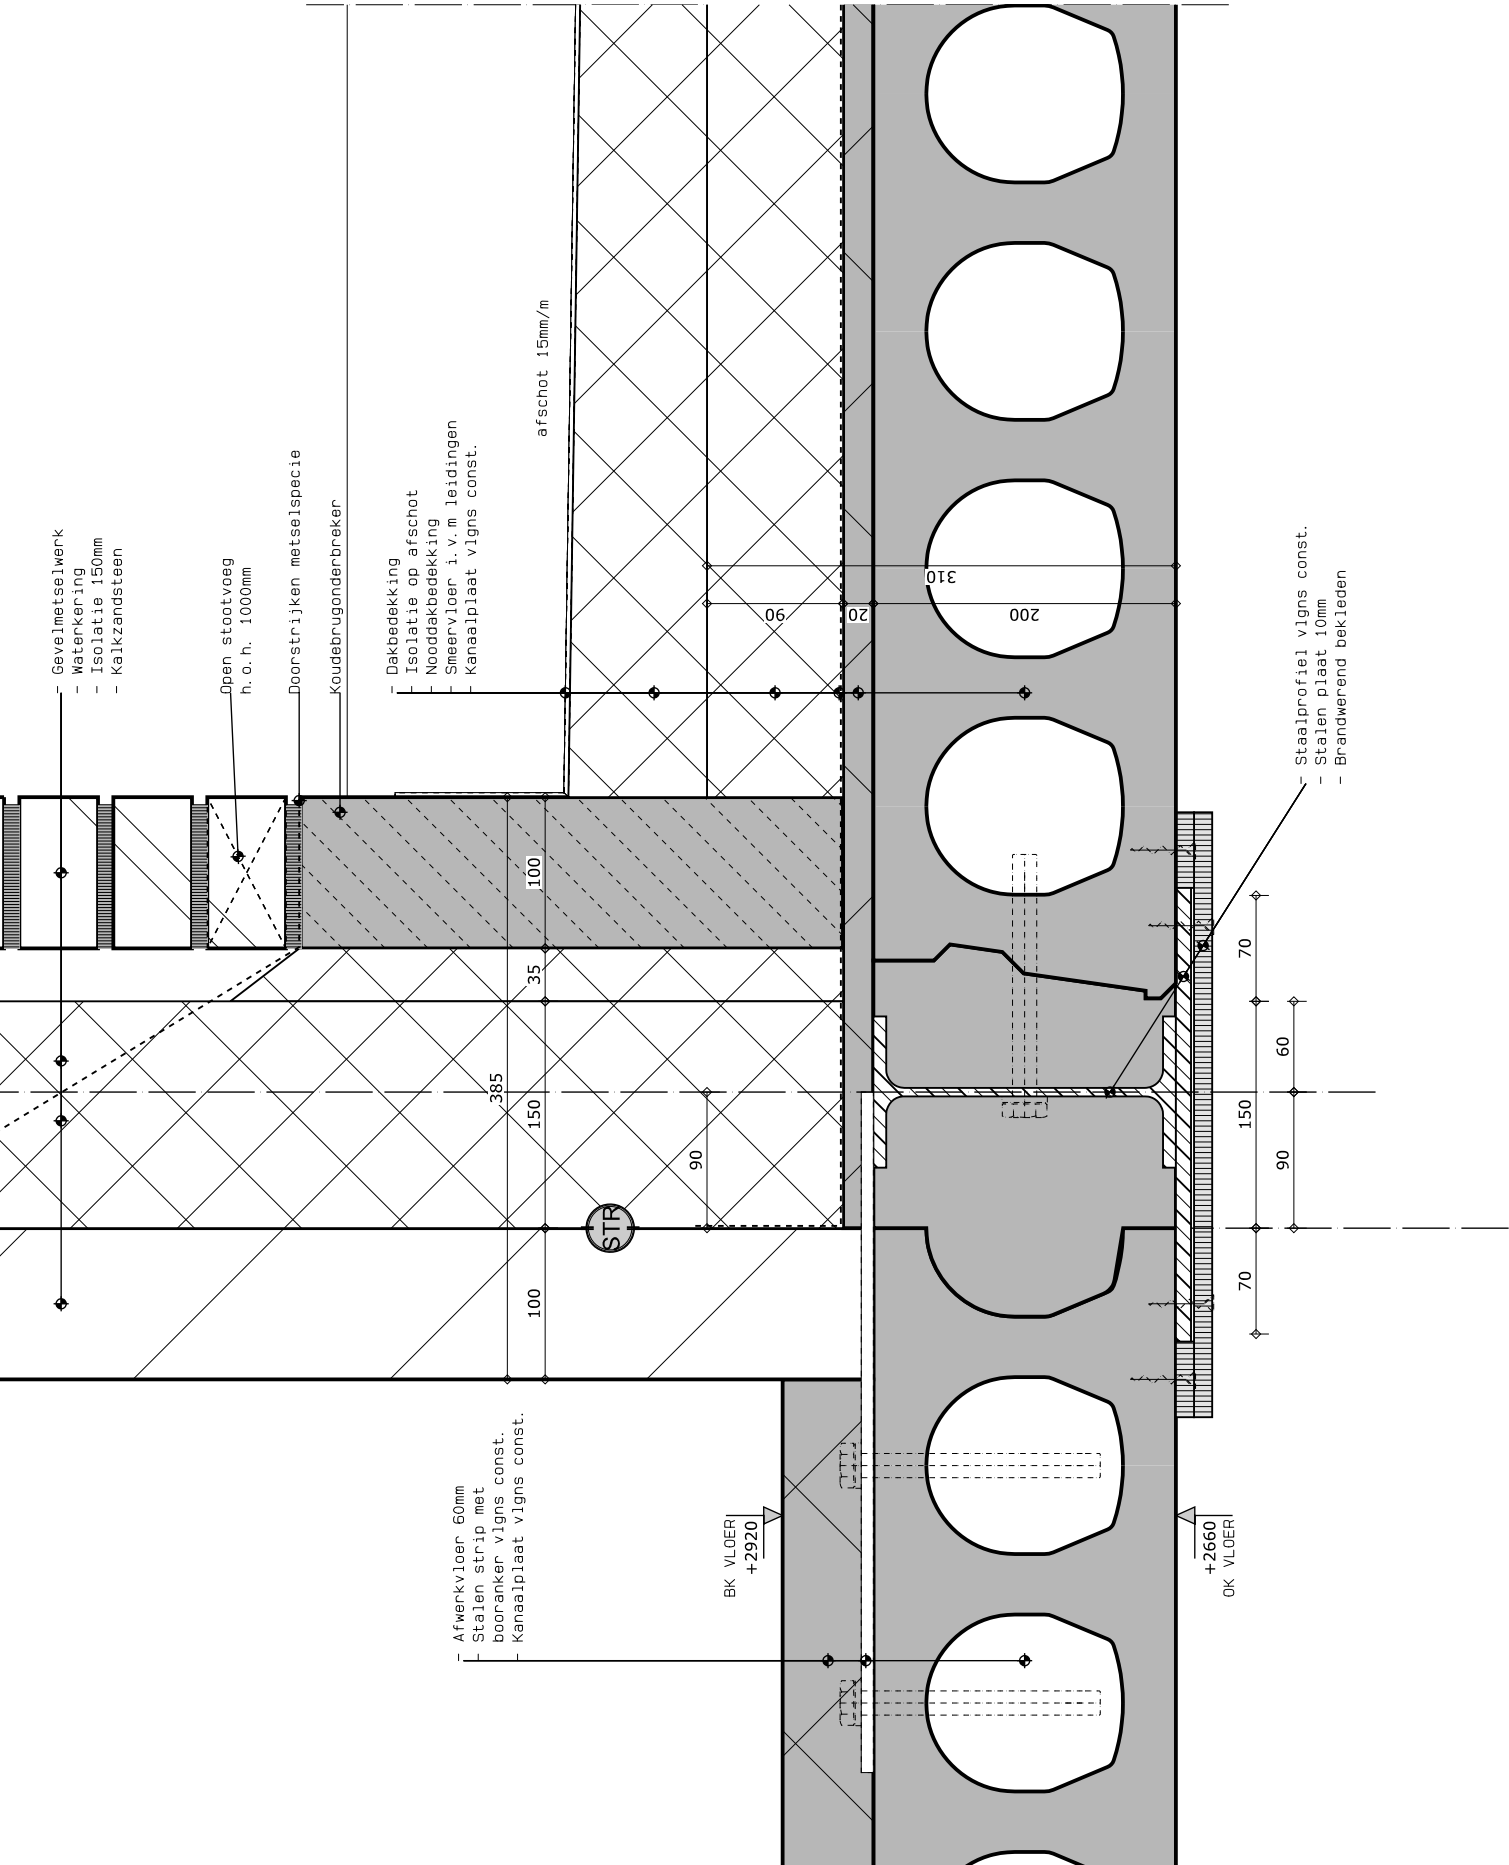 - Gevelmetselwerk
- Waterkering
- Isolatie 150mm
- Kalkzandsteen
Open stootvoeg
h.o.h. 1000mm
Doorstrijken metselspecie
Koudebrugonderbreker
- Dakbedekking
- Isolatie op afschot
- Nooddakbedekking
- Smeervloer i.v.m leidingen
- Kanaalplaat vlgns const.
afschot 15mm/m
310
90
20
200
- Staalprofiel vlgns const.
- Stalen plaat 10mm
- Brandwerend bekleden
100
35
385
150
90
100
STR
70
60
150
90
70
- Afwerkvloer 60mm
- Stalen strip met
booranker vlgns const.
- Kanaalplaat vlgns const.
BK VLOER
+2920
+2660
OK VLOER